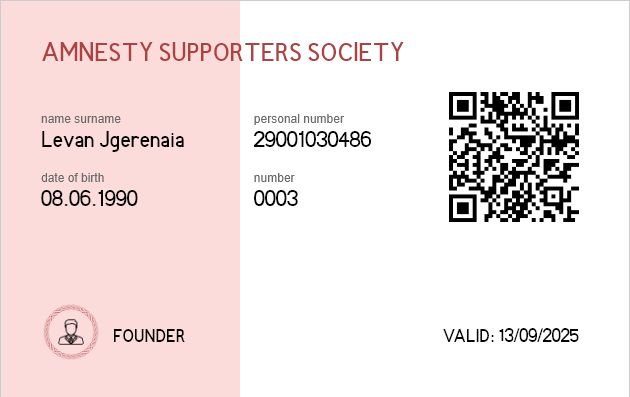 AMNESTY SUPPORTERS SOCIETY
name surname
Levan Jgerenaia
personal number
29001030486
date of birth
08.06.1990
number
0003
FOUNDER
VALID: 13/09/2025